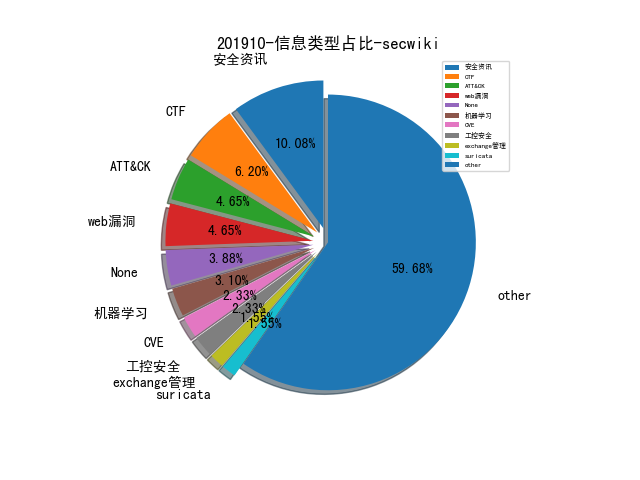 201910-信息类型占比-secwiki
安全资讯
CTF
ATT&CK
web漏洞
None
机器学习
CVE
工控安全
exchange管理
suricata
other
10.08%
6.20%
4.65%
4.65%
3.88%
3.10%
2.33%
2.33%
1.55%
1.55%
59.68%
安全资讯
CTF
ATT&CK
web漏洞
None
机器学习
CVE
工控安全
exchange管理
suricata
other